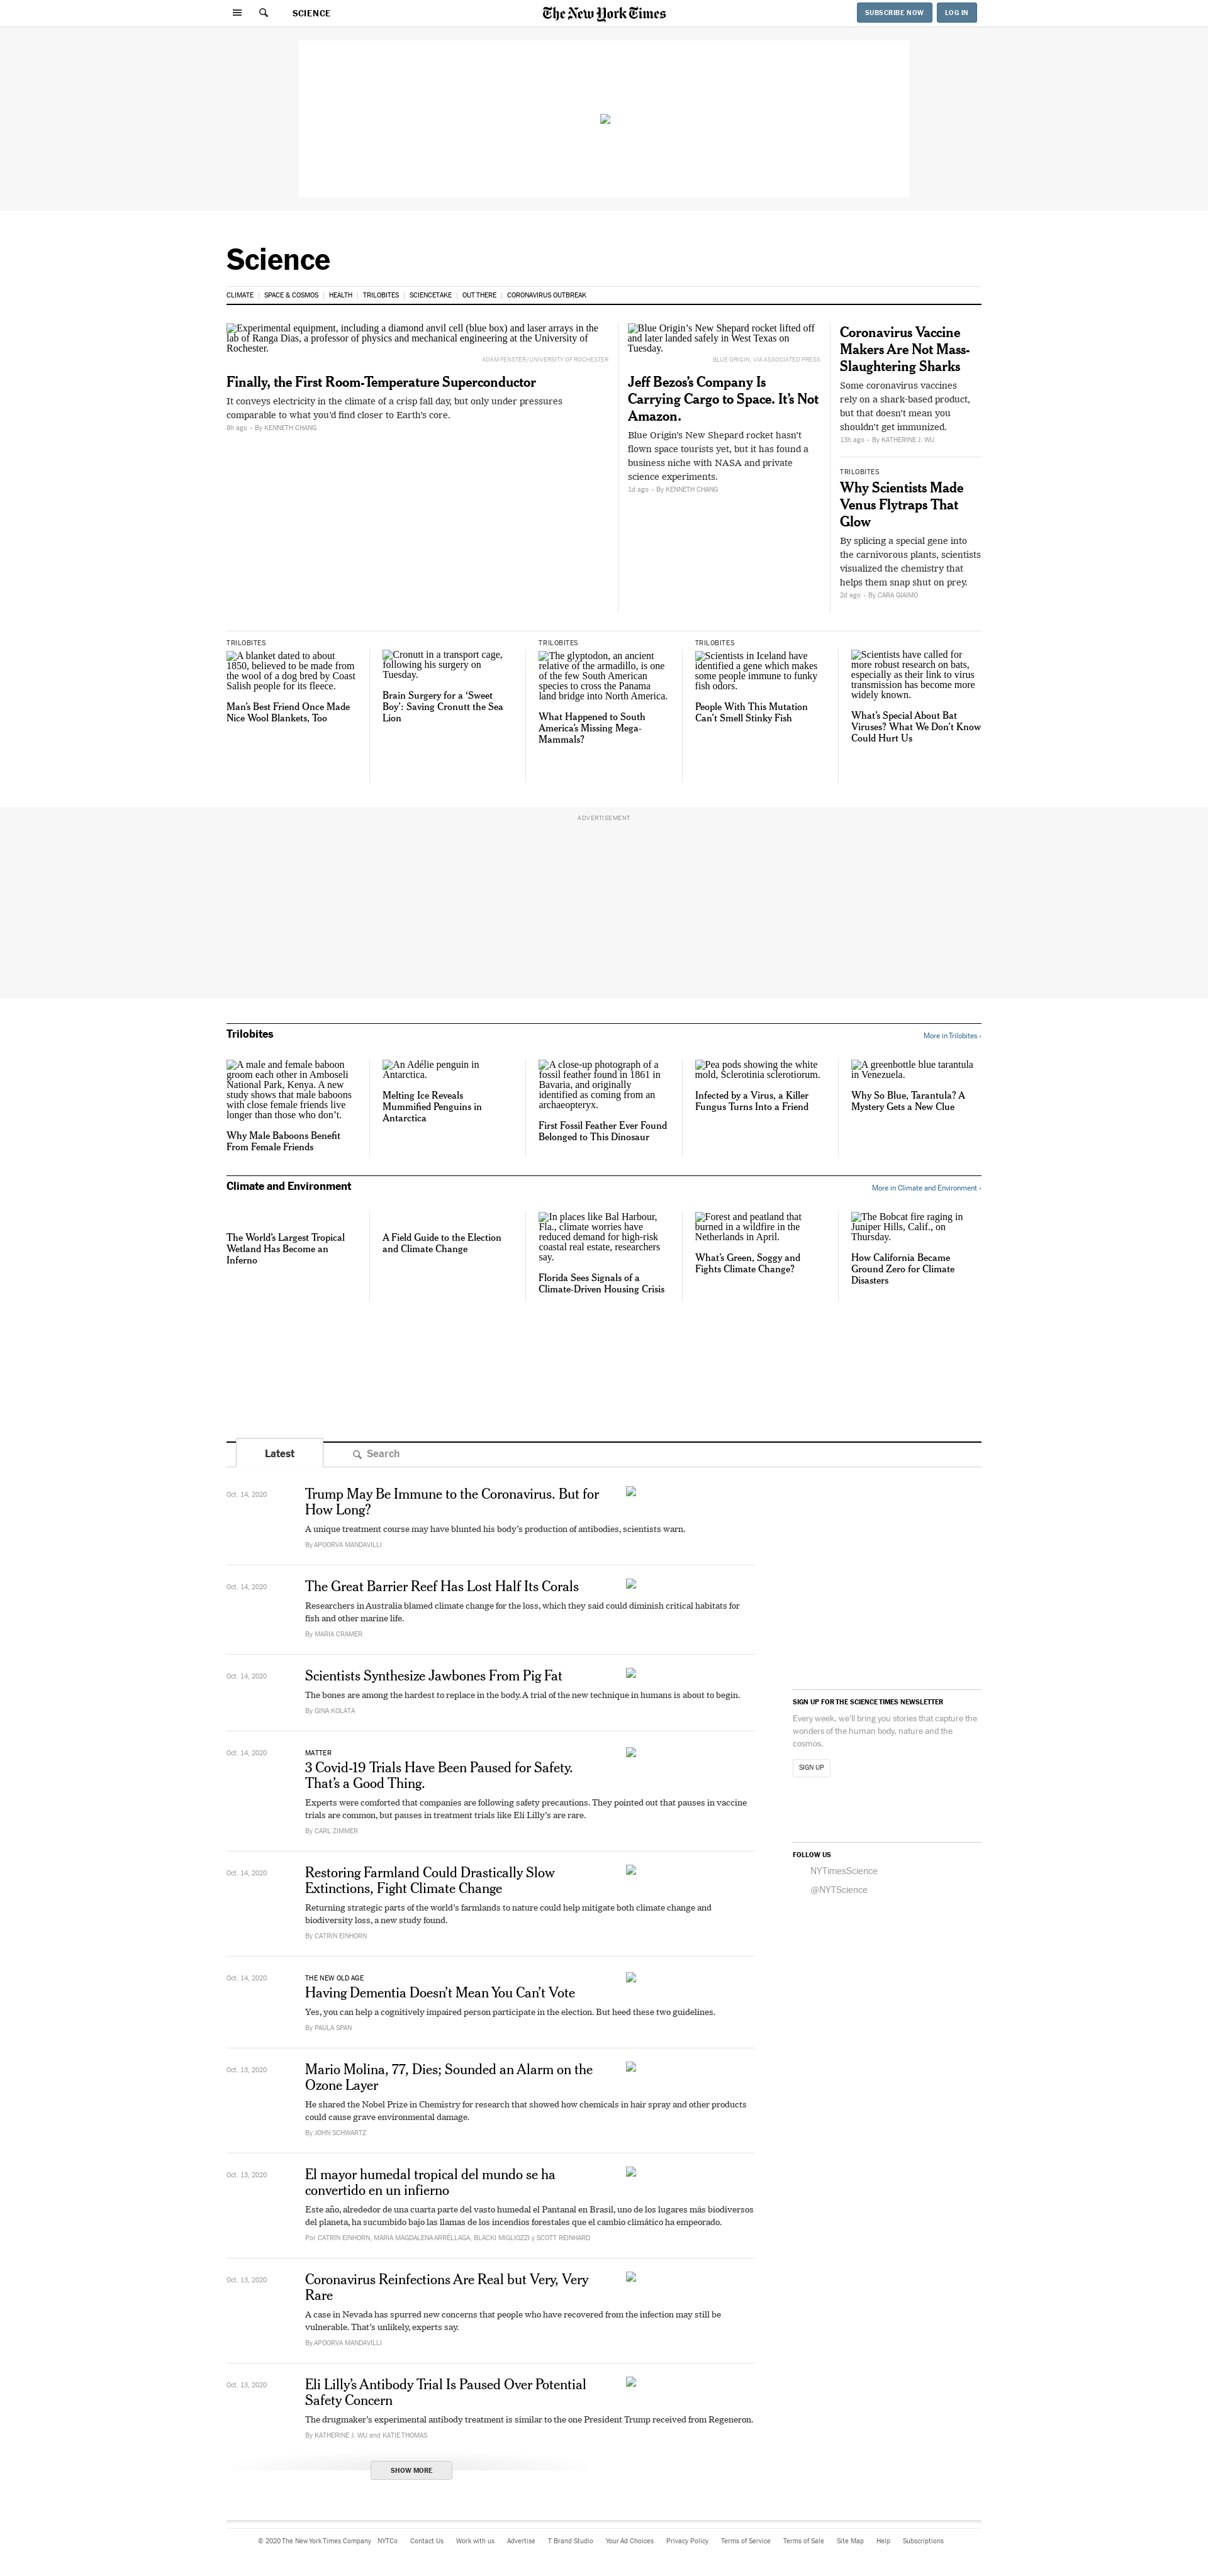 SCIENCE
The New York Times
SUBSCRIBE NOW
LOG IN
Science
CLIMATE
SPACE & COSMOS
HEALTH
TRILOBITES
SCIENCETAKE
OUT THERE
CORONAVIRUS OUTBREAK
Experimental equipment, including a diamond anvil cell (blue box) and laser arrays in the
lab of Ranga Dias, a professor of physics and mechanical engineering at the University of
Rochester.
ADAM FENSTER/UNIVERSITY OF ROCHESTER
Finally, the First Room-Temperature Superconductor
It conveys electricity in the climate of a crisp fall day, but only under pressures
comparable to what you’d find closer to Earth’s core.
8h ago • By KENNETH CHANG
Blue Origin’s New Shepard rocket lifted off
and later landed safely in West Texas on
Tuesday.
BLUE ORIGIN, VIA ASSOCIATED PRESS
Jeff Bezos’s Company Is
Carrying Cargo to Space. It’s Not
Amazon.
Blue Origin’s New Shepard rocket hasn’t
flown space tourists yet, but it has found a
business niche with NASA and private
science experiments.
1d ago • By KENNETH CHANG
Coronavirus Vaccine
Makers Are Not Mass-
Slaughtering Sharks
Some coronavirus vaccines
rely on a shark-based product,
but that doesn’t mean you
shouldn’t get immunized.
13h ago • By KATHERINE J. WU
TRILOBITES
Why Scientists Made
Venus Flytraps That
Glow
By splicing a special gene into
the carnivorous plants, scientists
visualized the chemistry that
helps them snap shut on prey.
2d ago • By CARA GIAIMO
TRILOBITES
A blanket dated to about
1850, believed to be made from
the wool of a dog bred by Coast
Salish people for its fleece.
Man’s Best Friend Once Made
Nice Wool Blankets, Too
Cronutt in a transport cage,
following his surgery on
Tuesday.
Brain Surgery for a ‘Sweet
Boy’: Saving Cronutt the Sea
Lion
TRILOBITES
The glyptodon, an ancient
relative of the armadillo, is one
of the few South American
species to cross the Panama
land bridge into North America.
What Happened to South
America’s Missing Mega-
Mammals?
TRILOBITES
Scientists in Iceland have
identified a gene which makes
some people immune to funky
fish odors.
People With This Mutation
Can’t Smell Stinky Fish
Scientists have called for
more robust research on bats,
especially as their link to virus
transmission has become more
widely known.
What’s Special About Bat
Viruses? What We Don’t Know
Could Hurt Us
ADVERTISEMENT
Trilobites
More in Trilobites ›
A male and female baboon
groom each other in Amboseli
National Park, Kenya. A new
study shows that male baboons
with close female friends live
longer than those who don’t.
Why Male Baboons Benefit
From Female Friends
An Adélie penguin in
Antarctica.
Melting Ice Reveals
Mummified Penguins in
Antarctica
A close-up photograph of a
fossil feather found in 1861 in
Bavaria, and originally
identified as coming from an
archaeopteryx.
First Fossil Feather Ever Found
Belonged to This Dinosaur
Pea pods showing the white
mold, Sclerotinia sclerotiorum.
Infected by a Virus, a Killer
Fungus Turns Into a Friend
A greenbottle blue tarantula
in Venezuela.
Why So Blue, Tarantula? A
Mystery Gets a New Clue
Climate and Environment
More in Climate and Environment ›
The World’s Largest Tropical
Wetland Has Become an
Inferno
A Field Guide to the Election
and Climate Change
In places like Bal Harbour,
Fla., climate worries have
reduced demand for high-risk
coastal real estate, researchers
say.
Florida Sees Signals of a
Climate-Driven Housing Crisis
Forest and peatland that
burned in a wildfire in the
Netherlands in April.
What’s Green, Soggy and
Fights Climate Change?
The Bobcat fire raging in
Juniper Hills, Calif., on
Thursday.
How California Became
Ground Zero for Climate
Disasters
Latest
Search
Oct. 14, 2020
Trump May Be Immune to the Coronavirus. But for
How Long?
A unique treatment course may have blunted his body’s production of antibodies, scientists warn.
By APOORVA MANDAVILLI
Oct. 14, 2020
The Great Barrier Reef Has Lost Half Its Corals
Researchers in Australia blamed climate change for the loss, which they said could diminish critical habitats for
fish and other marine life.
By MARIA CRAMER
Oct. 14, 2020
Scientists Synthesize Jawbones From Pig Fat
The bones are among the hardest to replace in the body. A trial of the new technique in humans is about to begin.
By GINA KOLATA
Oct. 14, 2020
MATTER
3 Covid-19 Trials Have Been Paused for Safety.
That’s a Good Thing.
Experts were comforted that companies are following safety precautions. They pointed out that pauses in vaccine
trials are common, but pauses in treatment trials like Eli Lilly’s are rare.
By CARL ZIMMER
Oct. 14, 2020
Restoring Farmland Could Drastically Slow
Extinctions, Fight Climate Change
Returning strategic parts of the world’s farmlands to nature could help mitigate both climate change and
biodiversity loss, a new study found.
By CATRIN EINHORN
Oct. 14, 2020
THE NEW OLD AGE
Having Dementia Doesn’t Mean You Can’t Vote
Yes, you can help a cognitively impaired person participate in the election. But heed these two guidelines.
By PAULA SPAN
Oct. 13, 2020
Mario Molina, 77, Dies; Sounded an Alarm on the
Ozone Layer
He shared the Nobel Prize in Chemistry for research that showed how chemicals in hair spray and other products
could cause grave environmental damage.
By JOHN SCHWARTZ
Oct. 13, 2020
El mayor humedal tropical del mundo se ha
convertido en un infierno
Este año, alrededor de una cuarta parte del vasto humedal el Pantanal en Brasil, uno de los lugares más biodiversos
del planeta, ha sucumbido bajo las llamas de los incendios forestales que el cambio climático ha empeorado.
Por CATRIN EINHORN, MARIA MAGDALENA ARRÉLLAGA, BLACKI MIGLIOZZI y SCOTT REINHARD
Oct. 13, 2020
Coronavirus Reinfections Are Real but Very, Very
Rare
A case in Nevada has spurred new concerns that people who have recovered from the infection may still be
vulnerable. That’s unlikely, experts say.
By APOORVA MANDAVILLI
Oct. 13, 2020
Eli Lilly’s Antibody Trial Is Paused Over Potential
Safety Concern
The drugmaker’s experimental antibody treatment is similar to the one President Trump received from Regeneron.
By KATHERINE J. WU and KATIE THOMAS
SHOW MORE
SIGN UP FOR THE SCIENCE TIMES NEWSLETTER
Every week, we’ll bring you stories that capture the
wonders of the human body, nature and the
cosmos.
SIGN UP
FOLLOW US
NYTimesScience
@NYTScience
© 2020 The New York Times Company NYTCo Contact Us Work with us Advertise T Brand Studio Your Ad Choices Privacy Policy Terms of Service Terms of Sale Site Map Help Subscriptions